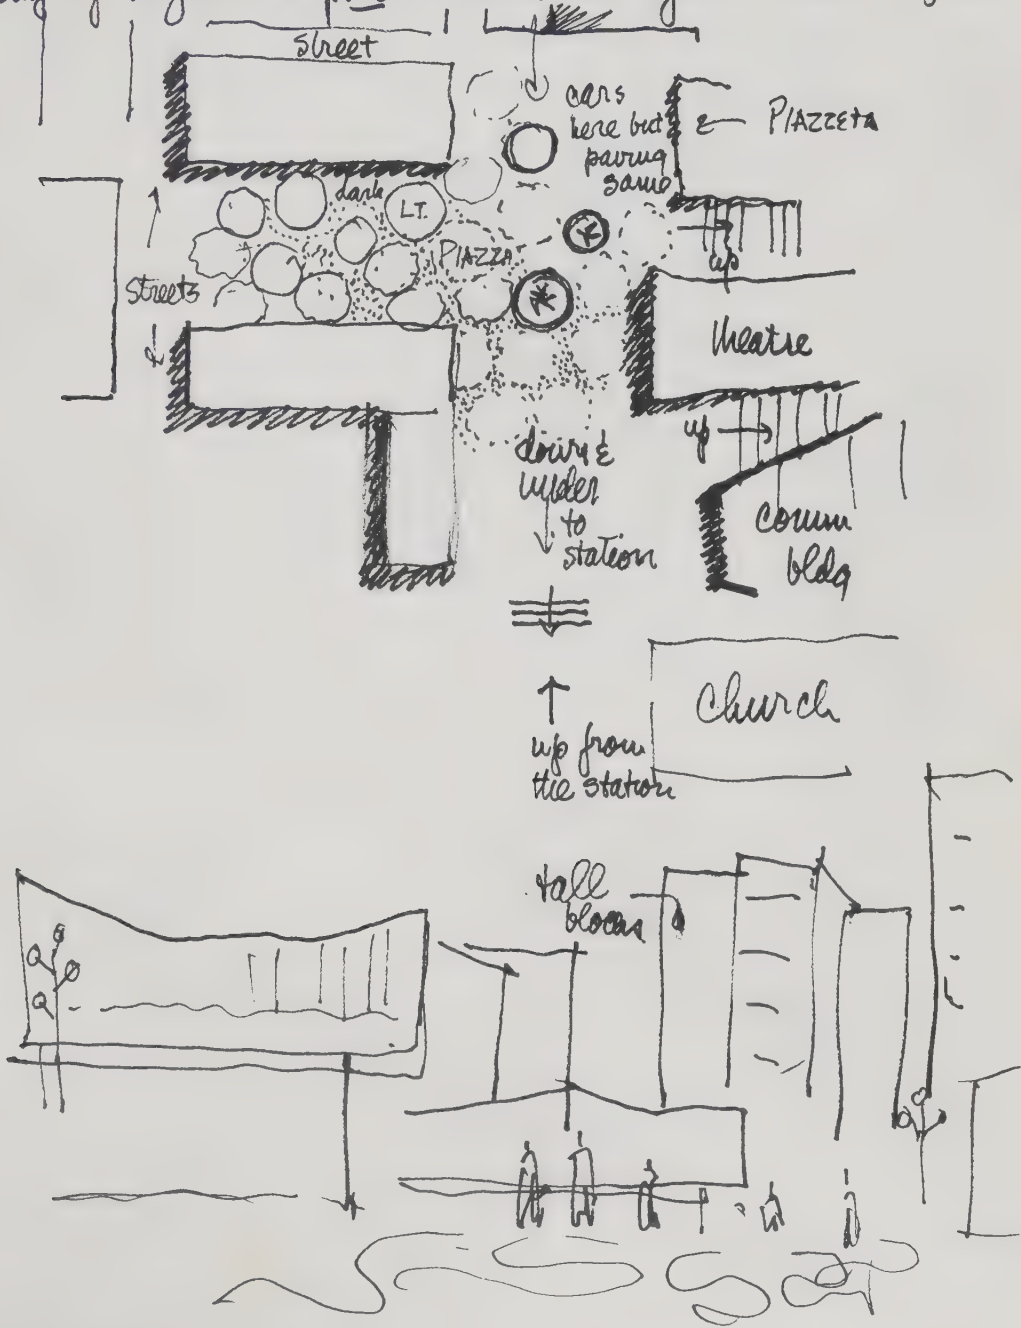 street
cars
here but
paving
same
PIAZZETA
dark
LT.
PIAZZA
up
streets
theatre
up
down &
under
to
station
comm
bldg
Church
up from
the station
tall
blocks